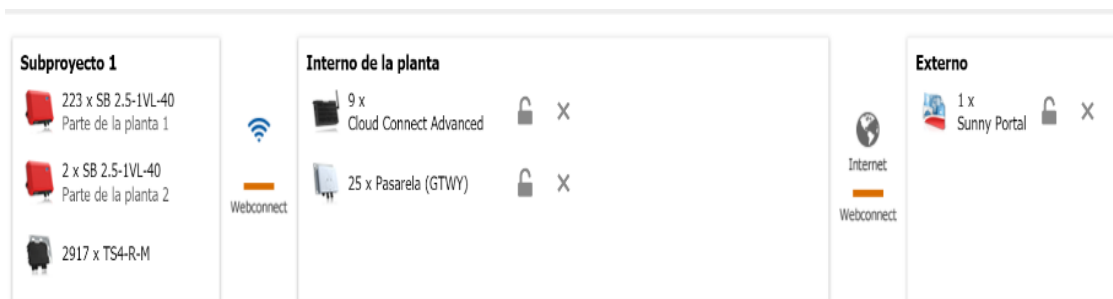 Subproyecto 1
223 x SB 2.5-1VL-40
Parte de la planta 1
2 x SB 2.5-1VL-40
Parte de la planta 2
2917 x TS4-R-M
Webconnect
Interno de la planta
9 x
Cloud Connect Advanced
25 x Pasarela (GTWY)
Internet
Webconnect
Externo
1 x
Sunny Portal